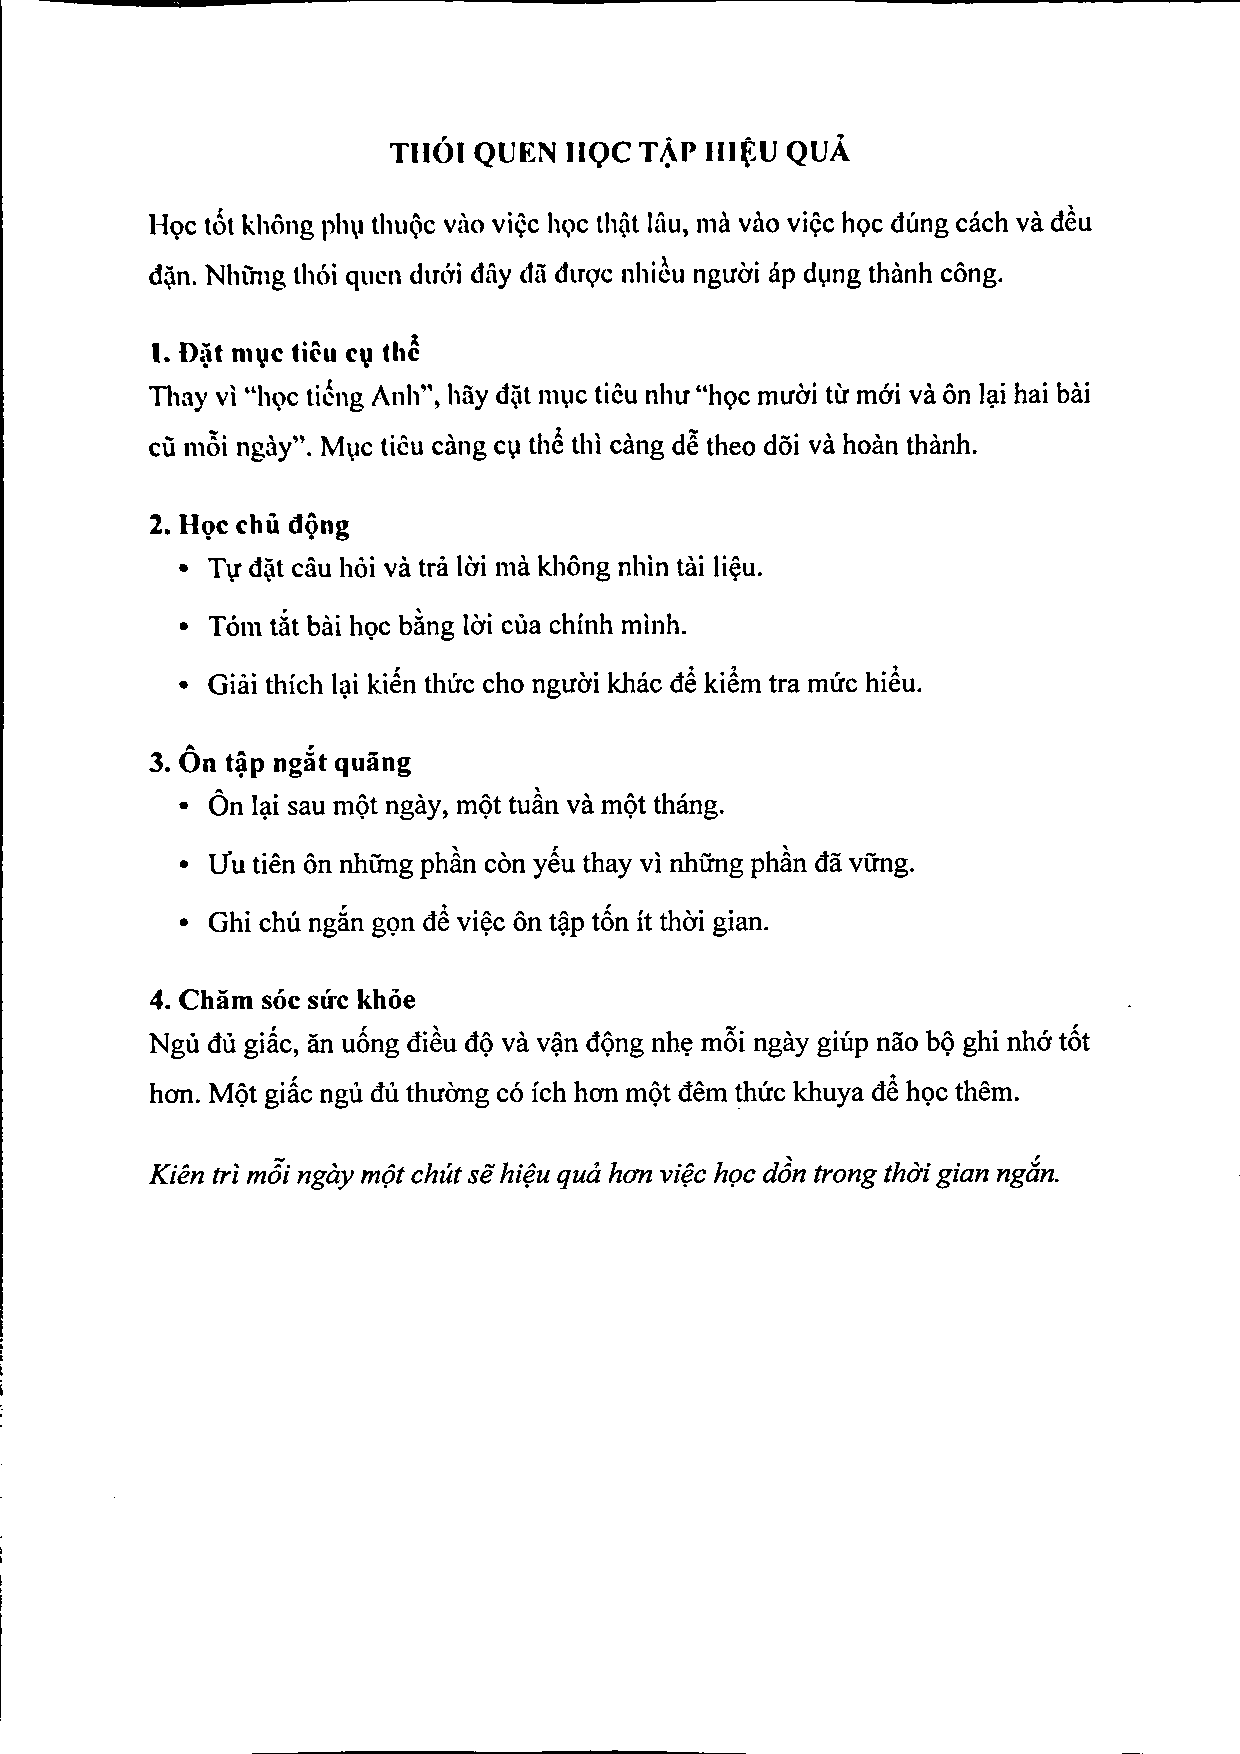 THÓI QUEN HỌC TẬP HIỆU QUẢ
Học tốt không phụ thuộc vào việc học thật lâu, mà vào việc học đúng cách và đều
đặn. Những thói quen dưới đây đã được nhiều người áp dụng thành công.
1. Đặt mục tiêu cụ thể
Thay vì “học tiếng Anh”, hãy đặt mục tiêu như “học mười từ mới và ôn lại hai bài
cũ mỗi ngày”. Mục tiêu càng cụ thể thì càng dễ theo dõi và hoàn thành.
2. Học chủ động
• Tự đặt câu hỏi và trả lời mà không nhìn tài liệu.
• Tóm tắt bài học bằng lời của chính mình.
• Giải thích lại kiến thức cho người khác để kiểm tra mức hiểu.
3. Ôn tập ngắt quãng
• Ôn lại sau một ngày, một tuần và một tháng.
• Ưu tiên ôn những phần còn yếu thay vì những phần đã vững.
• Ghi chú ngắn gọn để việc ôn tập tốn ít thời gian.
4. Chăm sóc sức khỏe
Ngủ đủ giấc, ăn uống điều độ và vận động nhẹ mỗi ngày giúp não bộ ghi nhớ tốt
hơn. Một giấc ngủ đủ thường có ích hơn một đêm thức khuya để học thêm.
Kiên trì mỗi ngày một chút sẽ hiệu quả hơn việc học dồn trong thời gian ngắn.